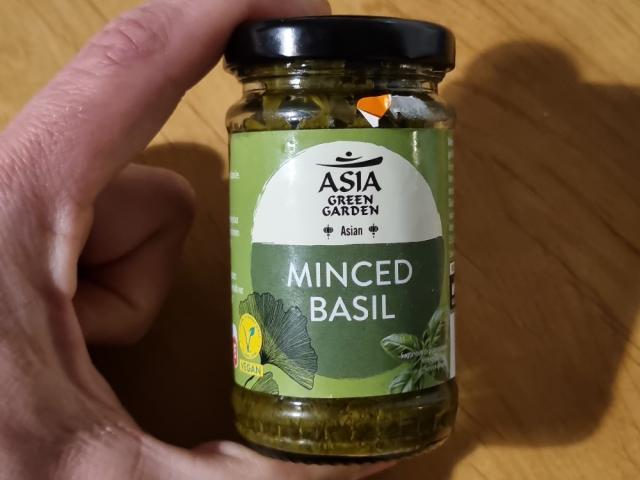 ASIA
GREEN
GARDEN
Asian
MINCED
BASIL
VEGAN